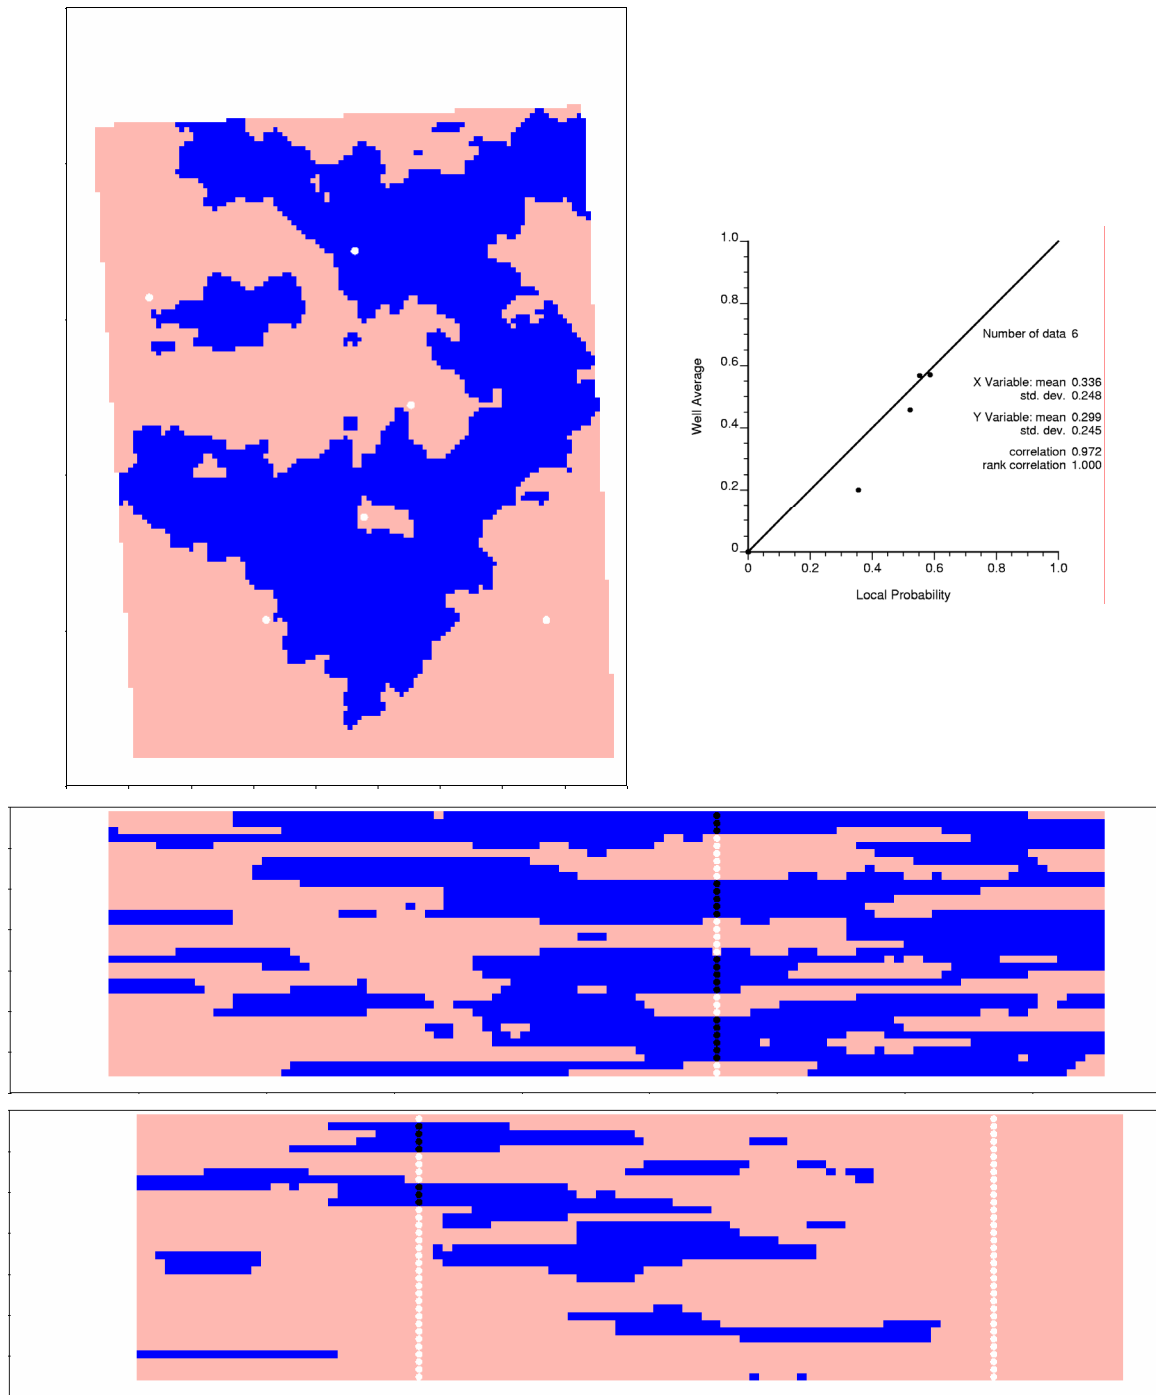 1.0
0.8
0.6
0.4
0.2
0
Well Average
Number of data 6
X Variable: mean 0.336
std. dev. 0.248
Y Variable: mean 0.299
std. dev. 0.245
correlation 0.972
rank correlation 1.000
0 0.2 0.4 0.6 0.8 1.0
Local Probability